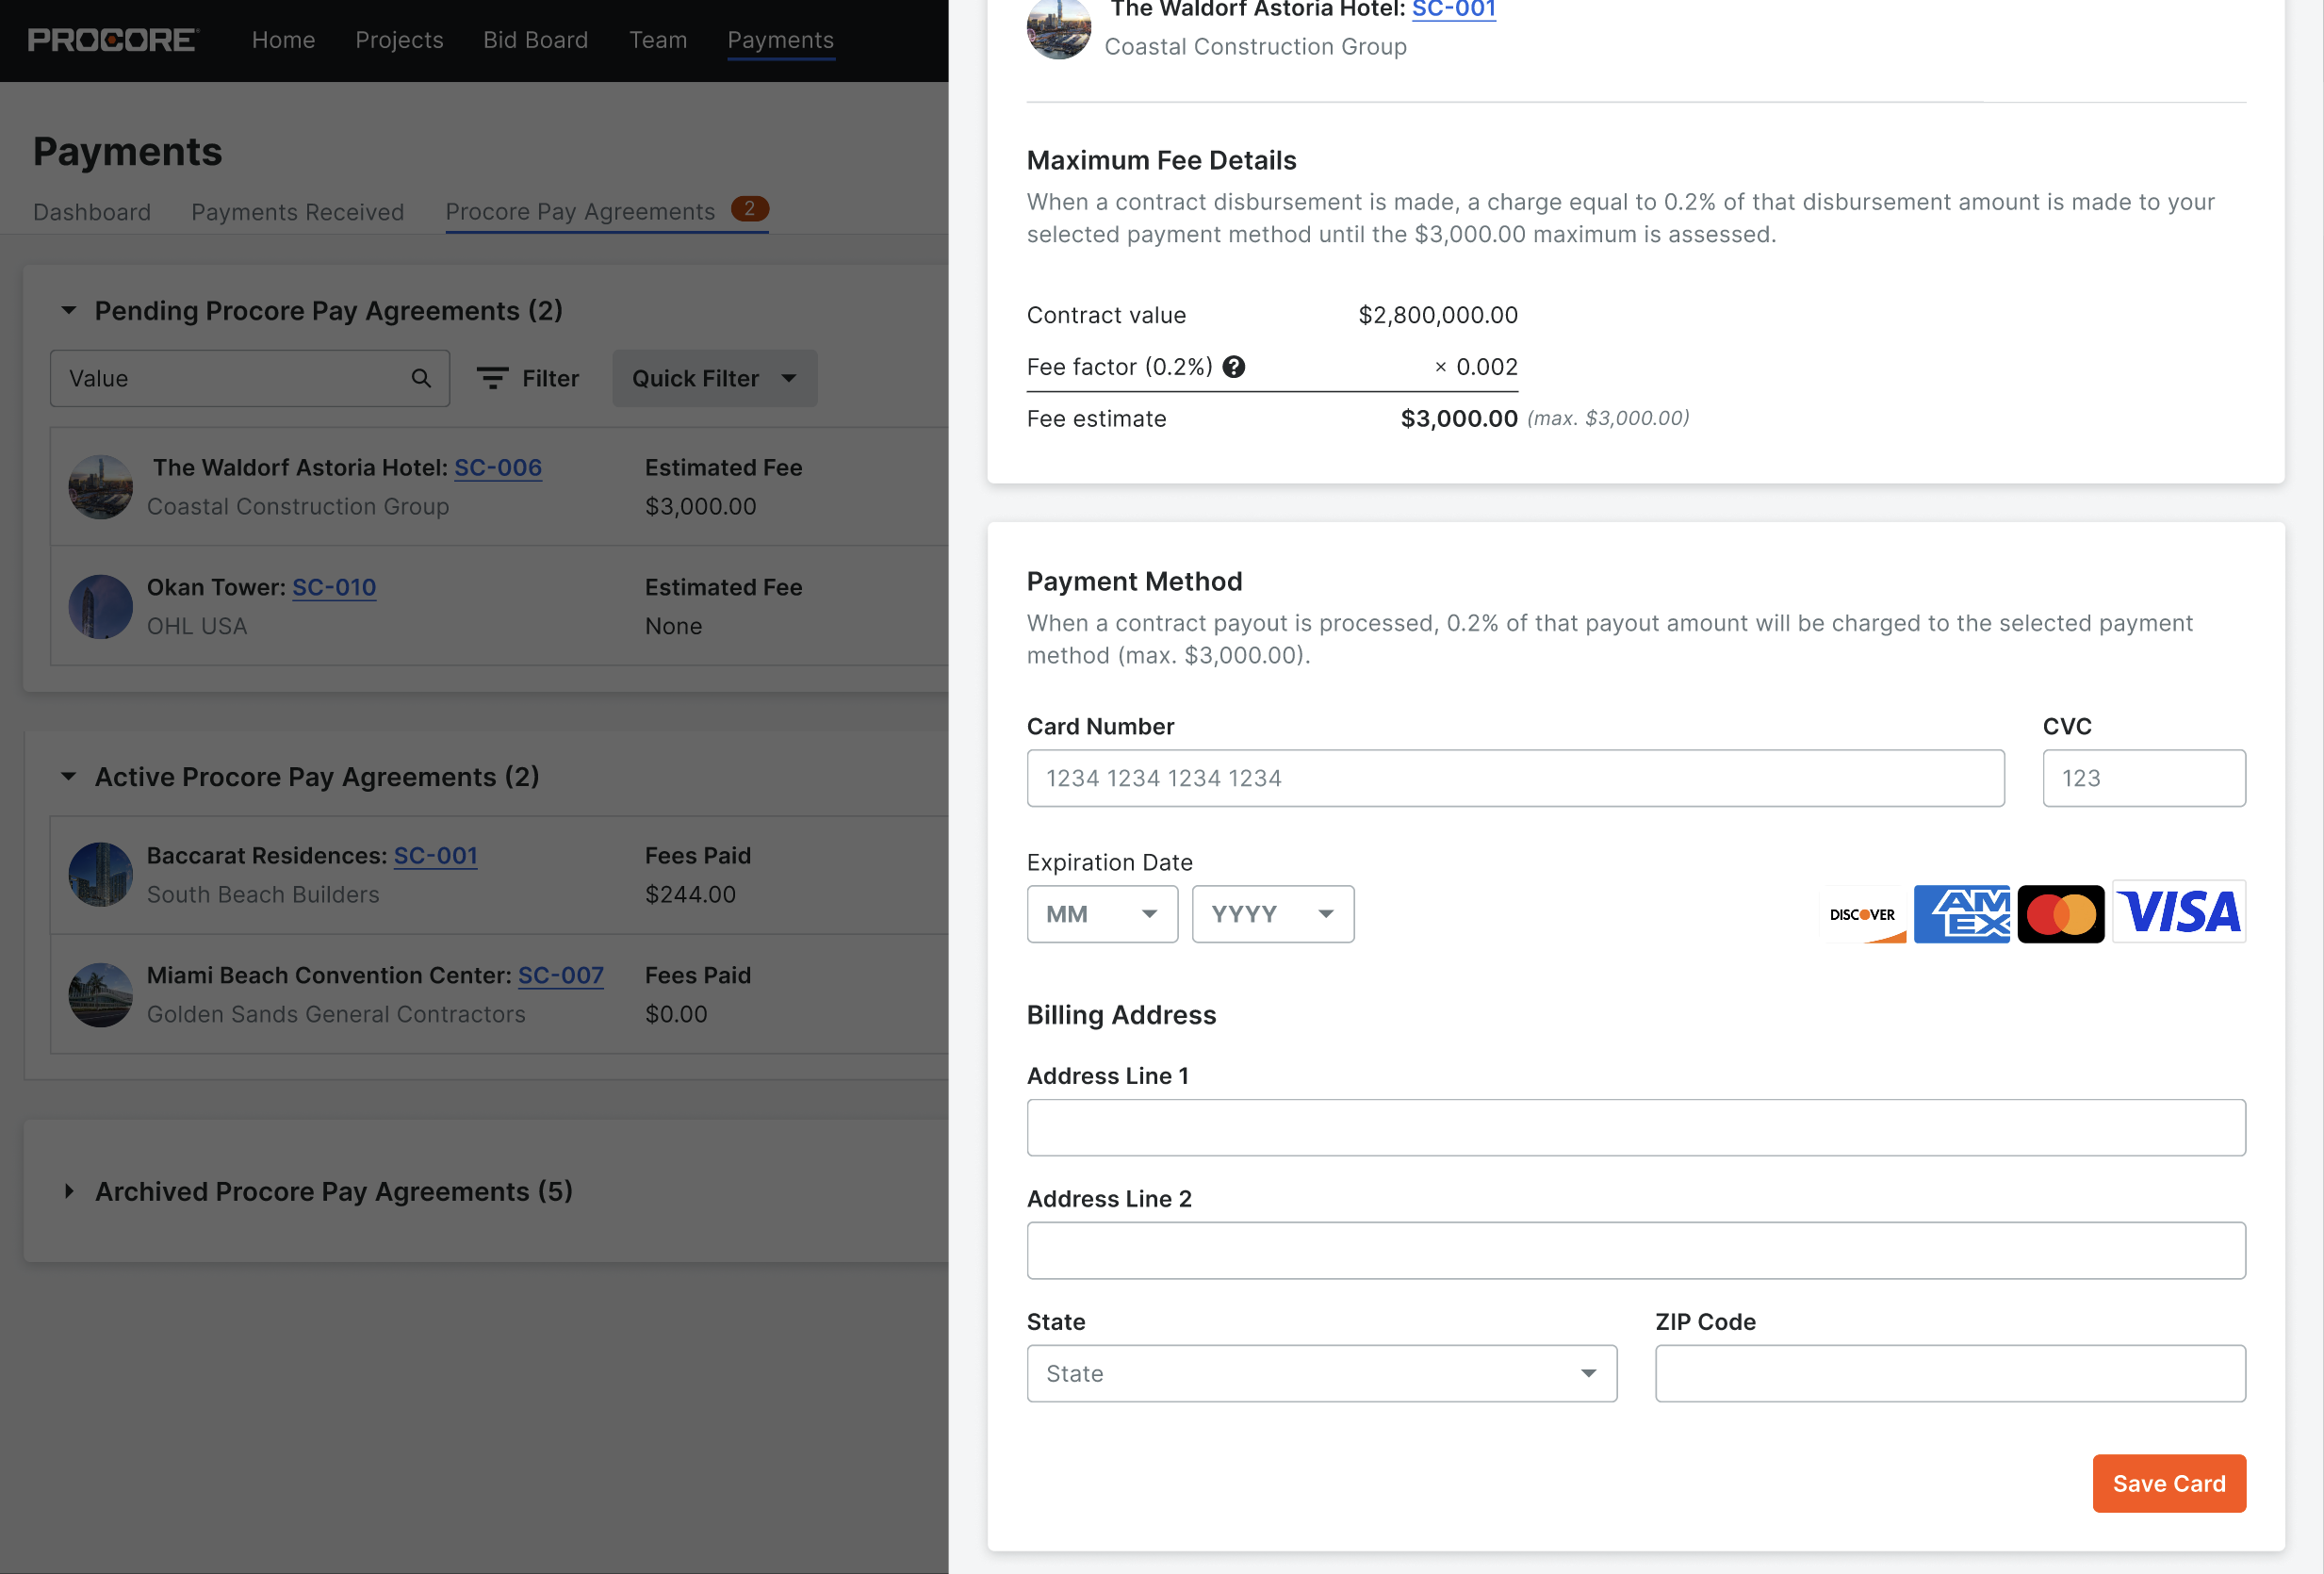 PROCORE
Home Projects Bid Board Team Payments
Payments
Dashboard Payments Received Procore Pay Agreements 2
Pending Procore Pay Agreements (2)
Value Filter Quick Filter
The Waldorf Astoria Hotel: SC-006 Estimated Fee
Coastal Construction Group $3,000.00
Okan Tower: SC-010 Estimated Fee
OHL USA None
Active Procore Pay Agreements (2)
Baccarat Residences: SC-001 Fees Paid
South Beach Builders $244.00
Miami Beach Convention Center: SC-007 Fees Paid
Golden Sands General Contractors $0.00
Archived Procore Pay Agreements (5)
The Waldorf Astoria Hotel: SC-001
Coastal Construction Group
Maximum Fee Details
When a contract disbursement is made, a charge equal to 0.2% of that disbursement amount is made to your
selected payment method until the $3,000.00 maximum is assessed.
Contract value $2,800,000.00
Fee factor (0.2%) ? × 0.002
Fee estimate $3,000.00 (max. $3,000.00)
Payment Method
When a contract payout is processed, 0.2% of that payout amount will be charged to the selected payment
method (max. $3,000.00).
Card Number CVC
1234 1234 1234 1234 123
Expiration Date
MM YYYY DISCOVER AMEX VISA
Billing Address
Address Line 1
Address Line 2
State ZIP Code
State
Save Card